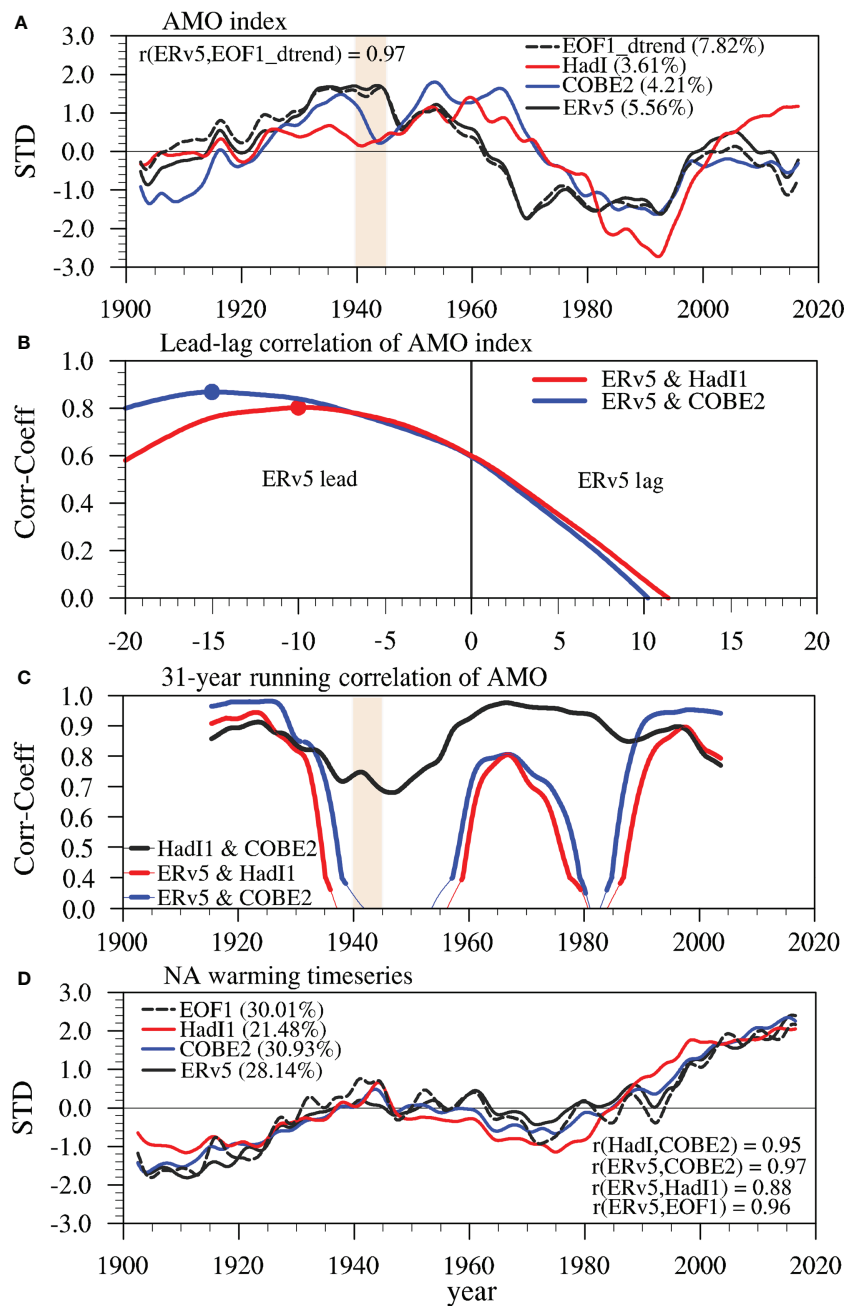 A
AMO index
r(ERv5,EOF1_dtrend) = 0.97
EOF1_dtrend (7.82%)
HadI (3.61%)
COBE2 (4.21%)
ERv5 (5.56%)
STD
3.0
2.0
1.0
0.0
-1.0
-2.0
-3.0
1900 1920 1940 1960 1980 2000 2020
B
Lead-lag correlation of AMO index
ERv5 & HadI1
ERv5 & COBE2
ERv5 lead
ERv5 lag
Corr-Coeff
1.0
0.8
0.6
0.4
0.2
0.0
-20 -15 -10 -5 0 5 10 15 20
C
31-year running correlation of AMO
Corr-Coeff
1.0
0.9
0.8
0.7
0.6
0.5
0.4
0.0
HadI1 & COBE2
ERv5 & HadI1
ERv5 & COBE2
1900 1920 1940 1960 1980 2000 2020
D
NA warming timeseries
EOF1 (30.01%)
HadI1 (21.48%)
COBE2 (30.93%)
ERv5 (28.14%)
STD
3.0
2.0
1.0
0.0
-1.0
-2.0
-3.0
r(HadI,COBE2) = 0.95
r(ERv5,COBE2) = 0.97
r(ERv5,HadI1) = 0.88
r(ERv5,EOF1) = 0.96
1900 1920 1940 1960 1980 2000 2020
year